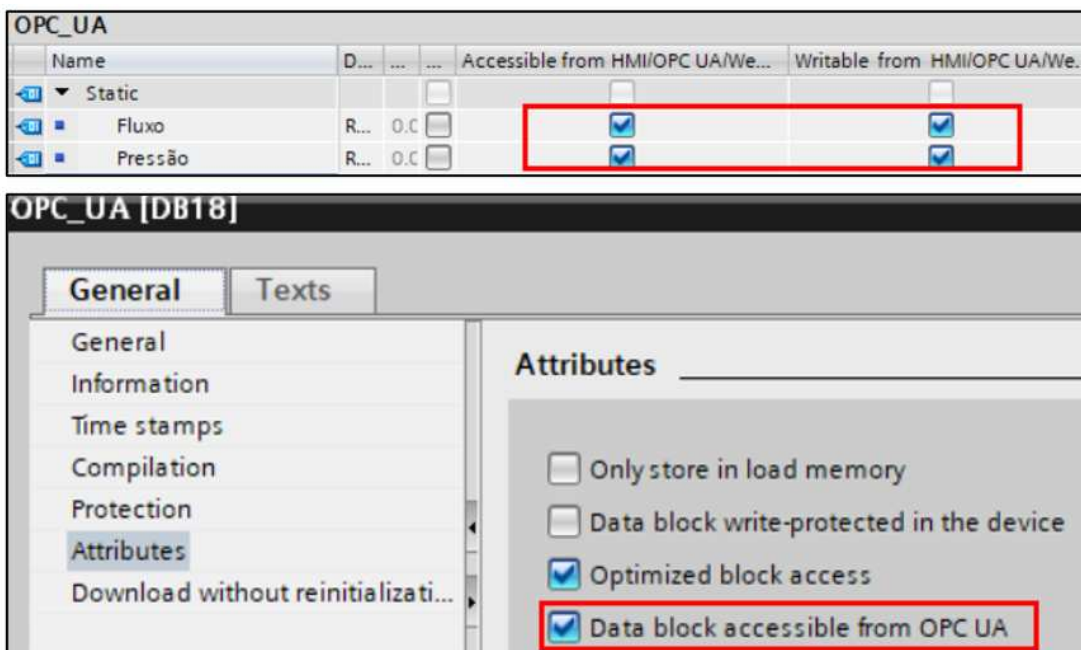 OPC_UA
Name D... ... ... Accessible from HMI/OPC UA/We... Writable from HMI/OPC UA/We.
Static
Fluxo R... 0.0
Pressão R... 0.0
OPC_UA [DB18]
General Texts
General
Information
Time stamps
Compilation
Protection
Attributes
Download without reinitializati...
Attributes
Only store in load memory
Data block write-protected in the device
Optimized block access
Data block accessible from OPC UA